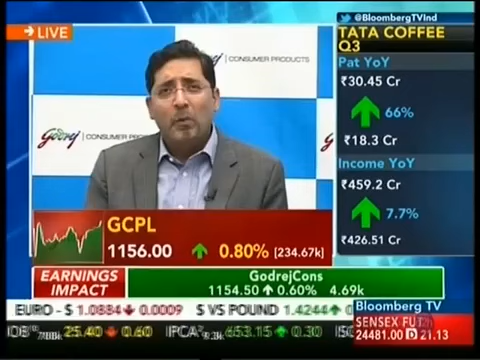 LIVE
@BloombergTVInd
TATA COFFEE
Q3
Pat YoY
₹30.45 Cr
66%
₹18.3 Cr
Income YoY
₹459.2 Cr
7.7%
₹426.51 Cr
Godrej CONSUMER PRODUCTS
Godrej CONSUMER P
GCPL
1156.00 0.80% [234.67k]
EARNINGS
IMPACT
GodrejCons
1154.50 0.60% 4.69k
EURO - $ 1.0884 0.0009 $ VS POUND 1.4244
Bloomberg TV
SENSEX FUT
24481.00 D 21.13
25.40 0.60 IPCA 653.15 0.30